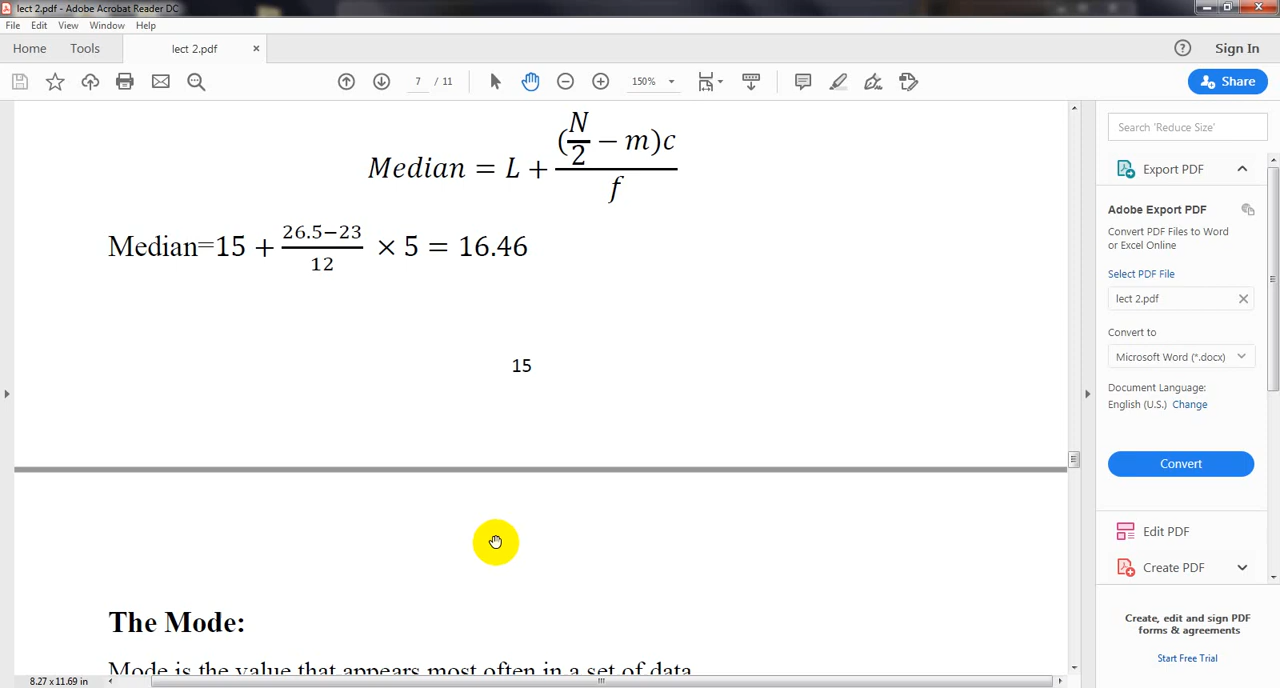 lect 2.pdf - Adobe Acrobat Reader DC
File Edit View Window Help
Home Tools lect 2.pdf × Sign In
7 / 11 150% Share
Median = L + \frac{(\frac{N}{2} − m)c}{f}
Median=15 + \frac{26.5−23}{12} × 5 = 16.46
15
The Mode:
Mode is the value that appears most often in a set of data
8.27 x 11.69 in
Search 'Reduce Size'
Export PDF
Adobe Export PDF
Convert PDF Files to Word
or Excel Online
Select PDF File
lect 2.pdf
Convert to
Microsoft Word (*.docx)
Document Language:
English (U.S.) Change
Convert
Edit PDF
Create PDF
Create, edit and sign PDF
forms & agreements
Start Free Trial